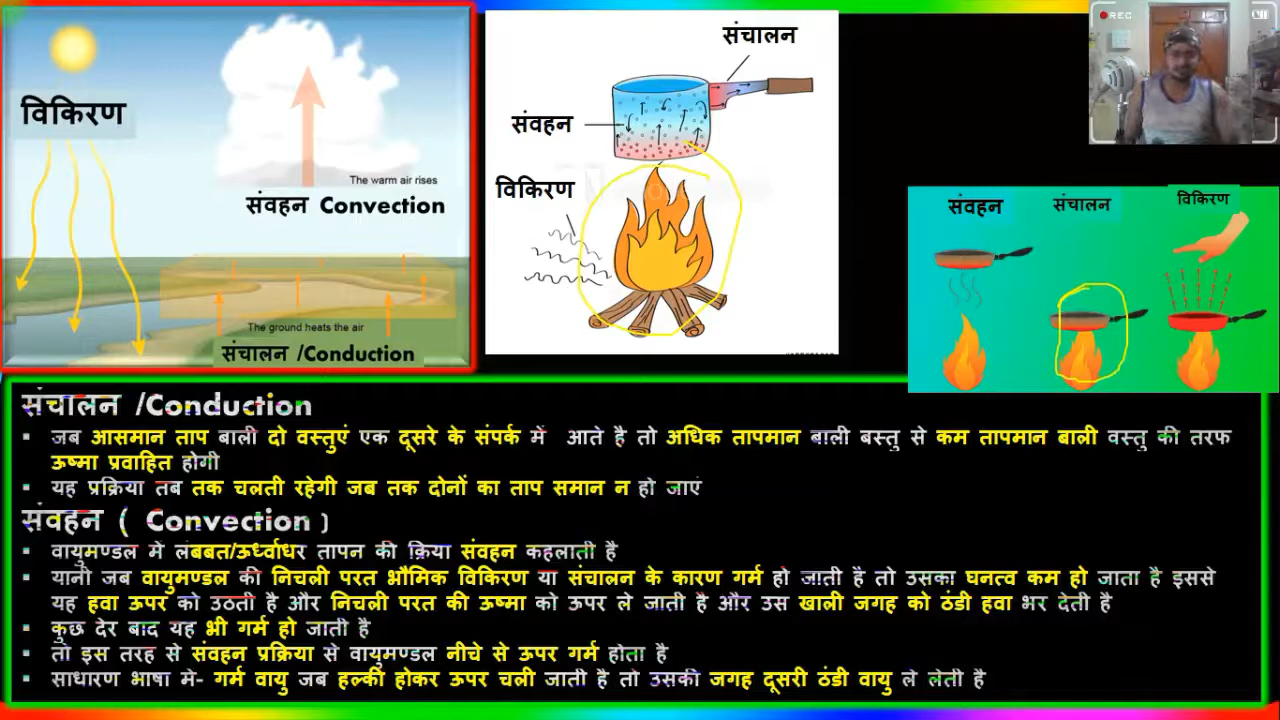 विकिरण
The warm air rises
संवहन Convection
The ground heats the air
संचालन /Conduction
संचालन
संवहन
विकिरण
REC
संवहन
संचालन
विकिरण
संचालन /Conduction
▪ जब आसमान ताप बाली दो वस्तुएं एक दूसरे के संपर्क में आते है तो अधिक तापमान बाली बस्तु से कम तापमान बाली वस्तु की तरफ
ऊष्मा प्रवाहित होगी
▪ यह प्रक्रिया तब तक चलती रहेगी जब तक दोनों का ताप समान न हो जाएं
संवहन ( Convection )
▪ वायुमण्डल में लंबबत/ऊर्ध्वाधर तापन की क्रिया संवहन कहलाती है
▪ यानी जब वायुमण्डल की निचली परत भौमिक विकिरण या संचालन के कारण गर्म हो जाती है तो उसका घनत्व कम हो जाता है इससे
यह हवा ऊपर को उठती है और निचली परत की ऊष्मा को ऊपर ले जाती है और उस खाली जगह को ठंडी हवा भर देती है
▪ कुछ देर बाद यह भी गर्म हो जाती है
▪ तो इस तरह से संवहन प्रक्रिया से वायुमण्डल नीचे से ऊपर गर्म होता है
▪ साधारण भाषा मे- गर्म वायु जब हल्की होकर ऊपर चली जाती है तो उसकी जगह दूसरी ठंडी वायु ले लेती है